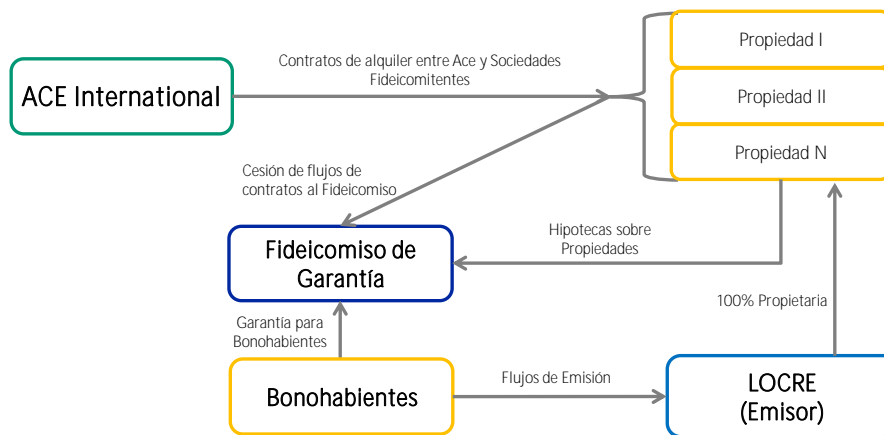 Propiedad I
Contratos de alquiler entre Ace y Sociedades
Fideicomitentes
ACE International
Propiedad II
Propiedad N
Cesión de flujos de
contratos al Fideicomiso
Hipotecas sobre
Propiedades
Fideicomiso de
Garantía
100% Propietaria
Garantía para
Bonohabientes
Bonohabientes
Flujos de Emisión
LOCRE
(Emisor)